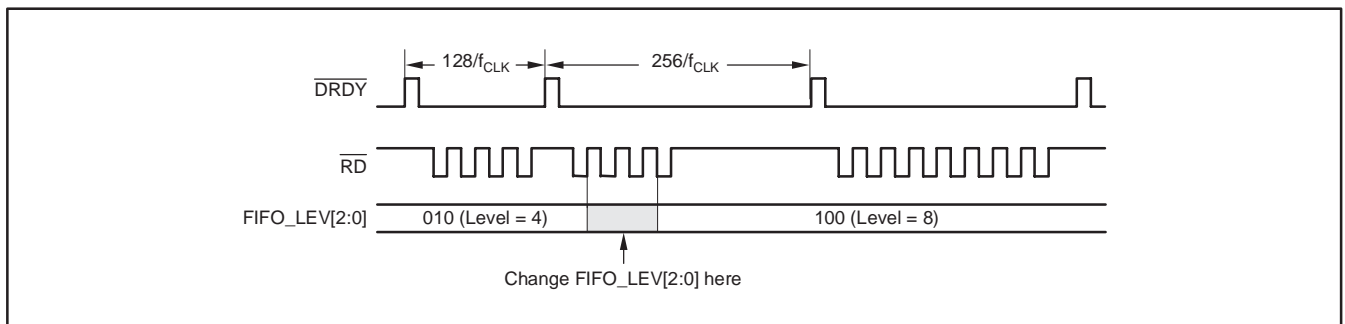 128/fCLK 256/fCLK
DRDY
RD
FIFO_LEV[2:0] 010 (Level = 4) 100 (Level = 8)
Change FIFO_LEV[2:0] here